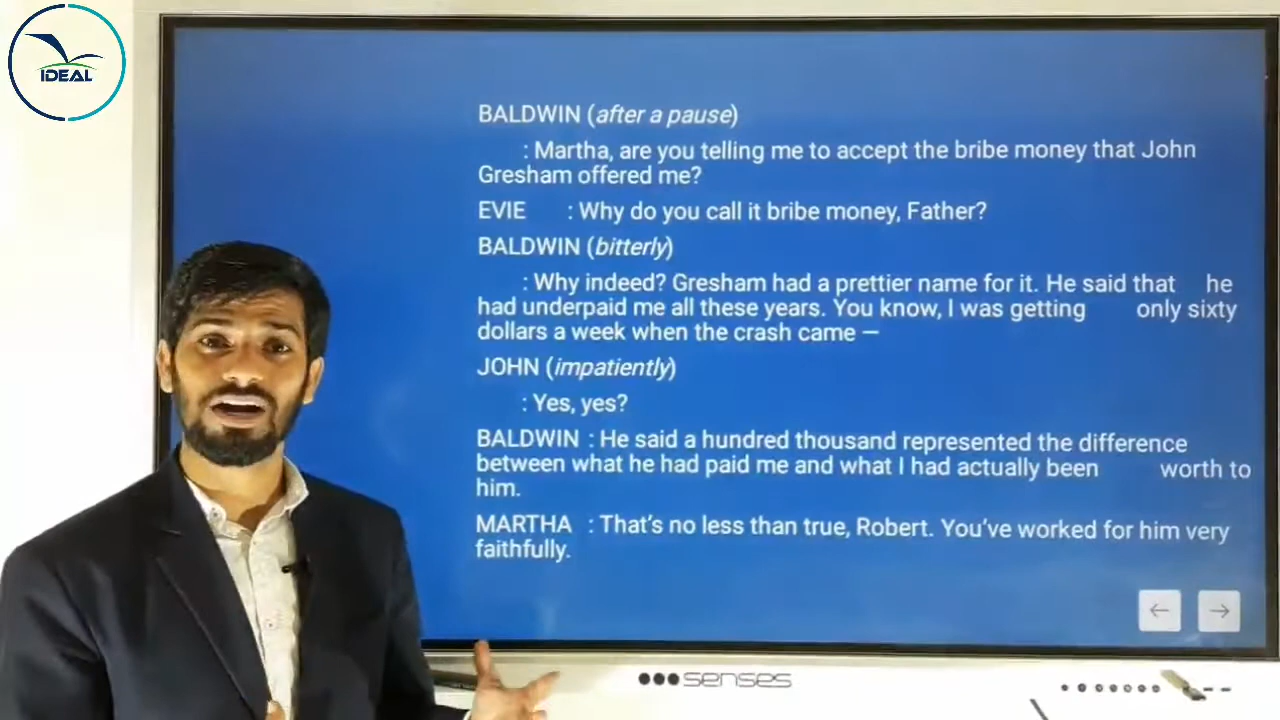 IDEAL
BALDWIN (after a pause)
: Martha, are you telling me to accept the bribe money that John
Gresham offered me?
EVIE : Why do you call it bribe money, Father?
BALDWIN (bitterly)
: Why indeed? Gresham had a prettier name for it. He said that he
had underpaid me all these years. You know, I was getting only sixty
dollars a week when the crash came —
JOHN (impatiently)
: Yes, yes?
BALDWIN : He said a hundred thousand represented the difference
between what he had paid me and what I had actually been worth to
him.
MARTHA : That's no less than true, Robert. You've worked for him very
faithfully.
senses